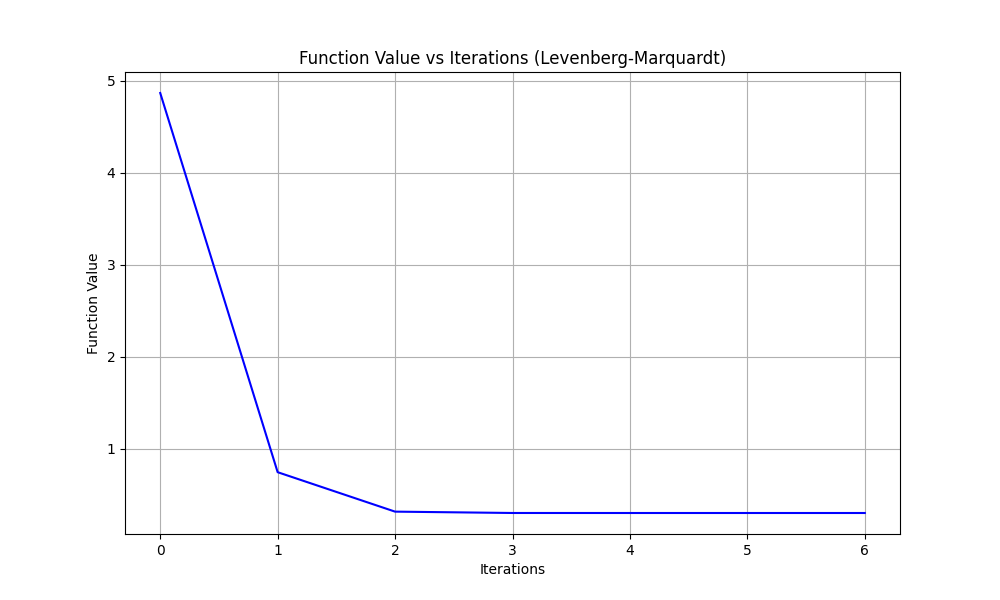 Function Value vs Iterations (Levenberg-Marquardt)
5
4
3
2
1
Function Value
0 1 2 3 4 5 6
Iterations